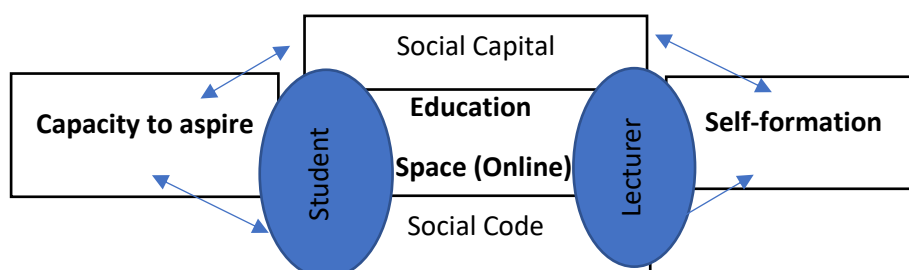 Social Capital
Capacity to aspire
Student
Education
Space (Online)
Lecturer
Self-formation
Social Code